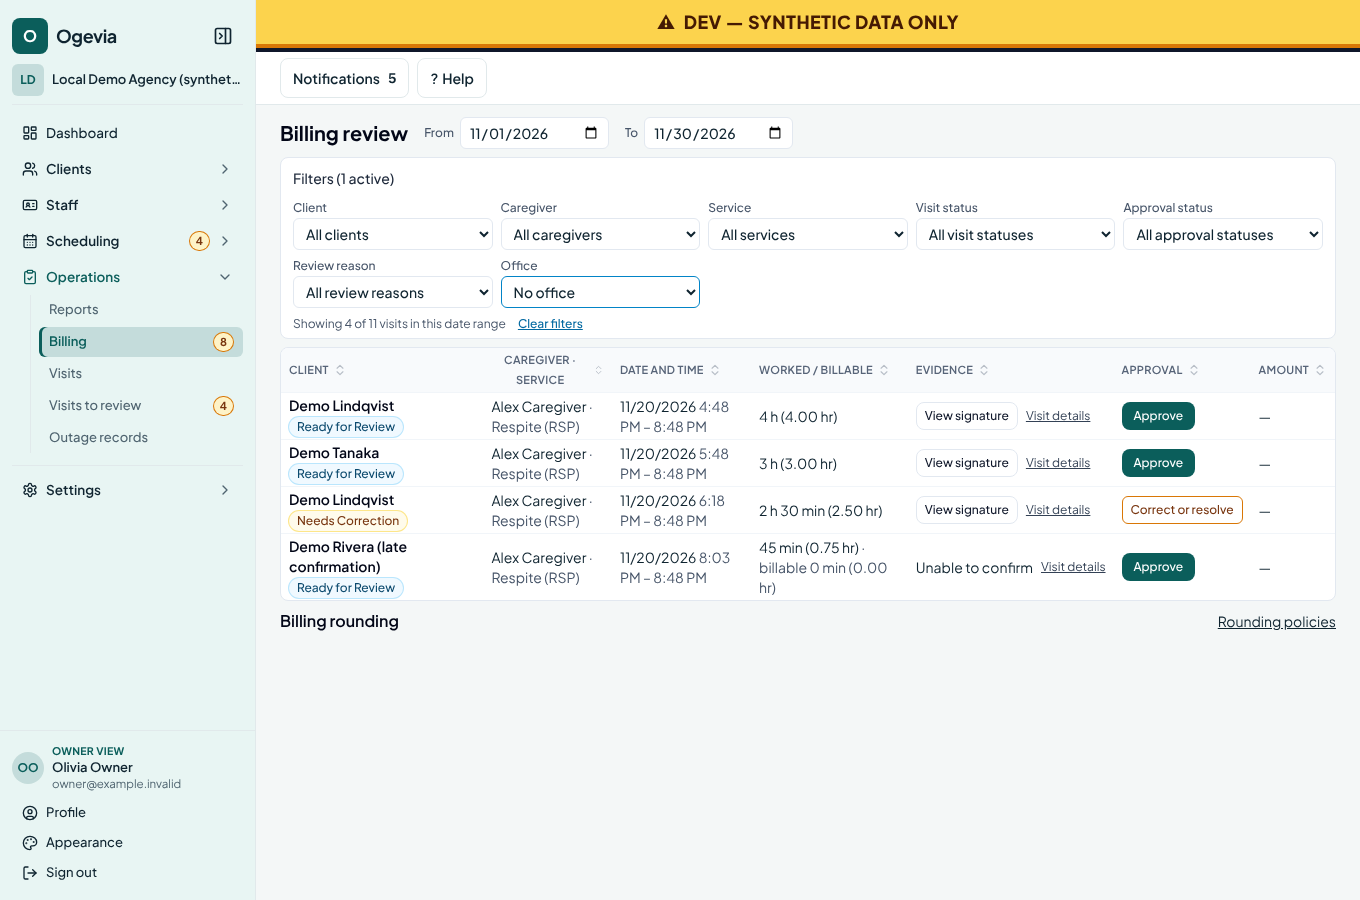 O Ogevia
LD Local Demo Agency (synthet...
Dashboard
Clients
Staff
Scheduling 4
Operations
Reports
Billing 8
Visits
Visits to review 4
Outage records
Settings
OWNER VIEW
OO Olivia Owner
owner@example.invalid
Profile
Appearance
Sign out
⚠ DEV — SYNTHETIC DATA ONLY
Notifications 5 ? Help
Billing review From 11/01/2026 To 11/30/2026
Filters (1 active)
Client Caregiver Service Visit status Approval status
All clients All caregivers All services All visit statuses All approval statuses
Review reason Office
All review reasons No office
Showing 4 of 11 visits in this date range Clear filters
CLIENT CAREGIVER · SERVICE DATE AND TIME WORKED / BILLABLE EVIDENCE APPROVAL AMOUNT
Demo Lindqvist Alex Caregiver · 11/20/2026 4:48
Ready for Review Respite (RSP) PM – 8:48 PM 4 h (4.00 hr) View signature Visit details Approve —
Demo Tanaka Alex Caregiver · 11/20/2026 5:48
Ready for Review Respite (RSP) PM – 8:48 PM 3 h (3.00 hr) View signature Visit details Approve —
Demo Lindqvist Alex Caregiver · 11/20/2026 6:18
Needs Correction Respite (RSP) PM – 8:48 PM 2 h 30 min (2.50 hr) View signature Visit details Correct or resolve —
Demo Rivera (late confirmation) Alex Caregiver · 11/20/2026 8:03
Ready for Review Respite (RSP) PM – 8:48 PM 45 min (0.75 hr) · billable 0 min (0.00 hr) Unable to confirm Visit details Approve —
Billing rounding Rounding policies